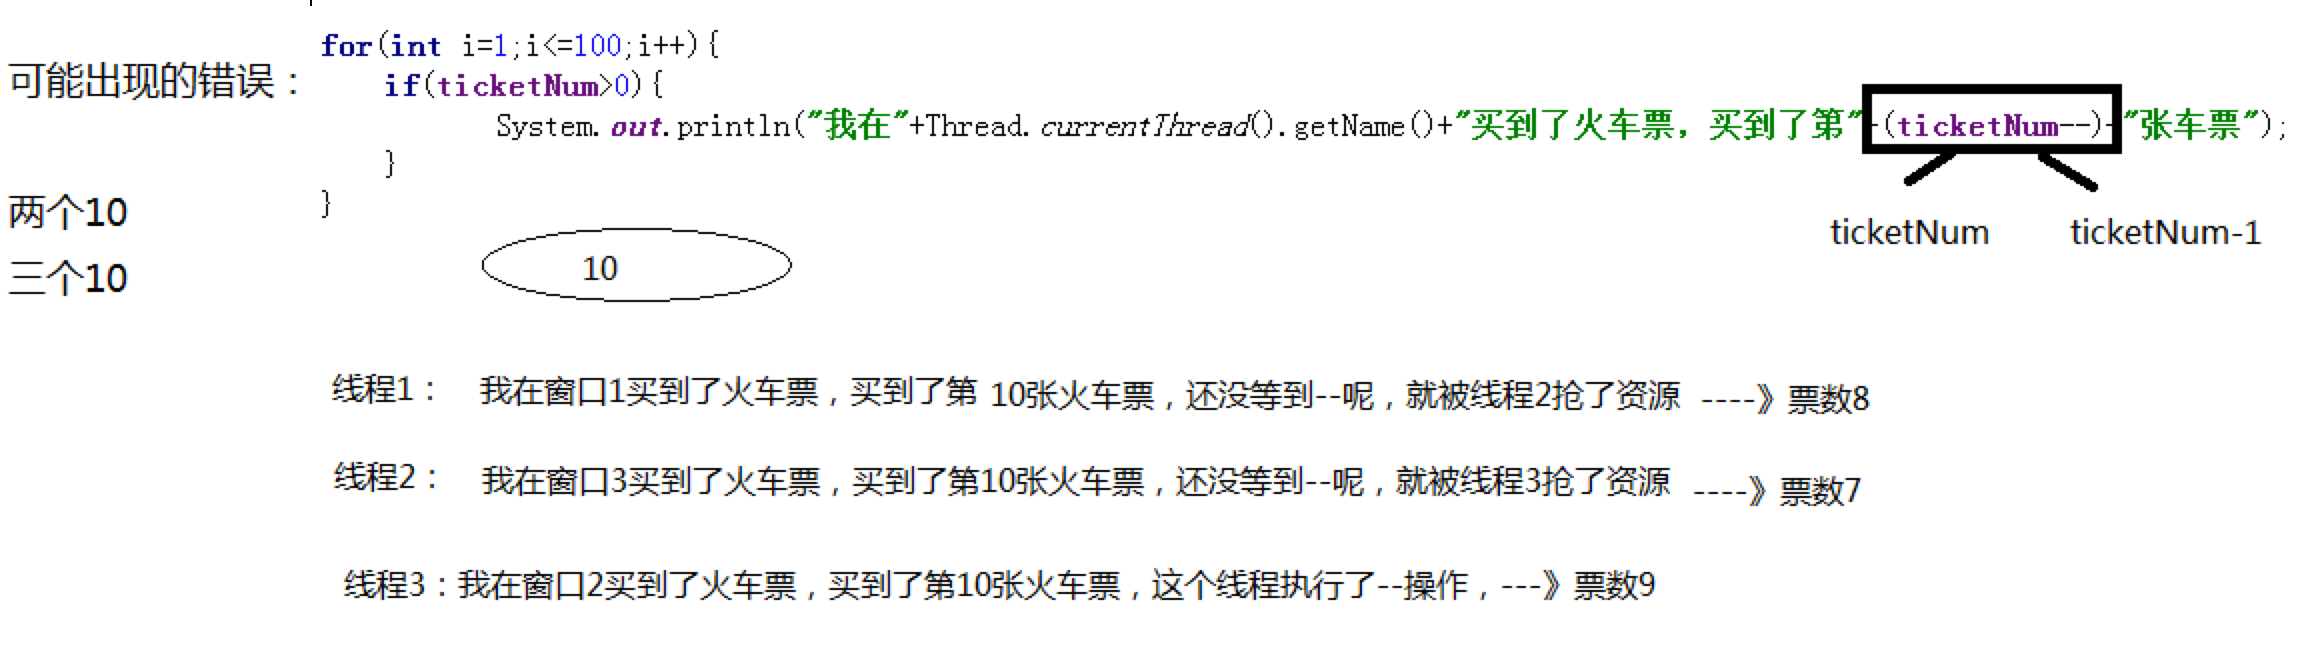 for(int i=1;i<=100;i++){
可能出现的错误：
if(ticketNum>0){
System.out.println("我在"+Thread.currentThread().getName()+"买到了火车票，买到了第"+(ticketNum--)+"张车票");
}
}
两个10
三个10
ticketNum ticketNum-1
10
线程1： 我在窗口1买到了火车票，买到了第 10张火车票，还没等到--呢，就被线程2抢了资源 ----》票数8
线程2： 我在窗口3买到了火车票，买到了第10张火车票，还没等到--呢，就被线程3抢了资源 ----》票数7
线程3：我在窗口2买到了火车票，买到了第10张火车票，这个线程执行了--操作，---》票数9